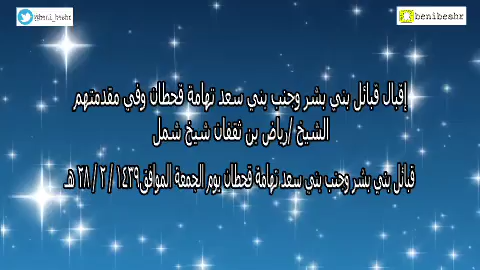 @beni_beshr
benibeshr
إقبال قبائل بني بشر وجنب بني سعد تهامة قحطان وفي مقدمتهم
الشيخ /رياض بن ثقفان شيخ شمل
قبائل بني بشر وجنب بني سعد تهامة قحطان يوم الجمعة الموافق١٤٣٩ / ٢ / ٢٨ هـ